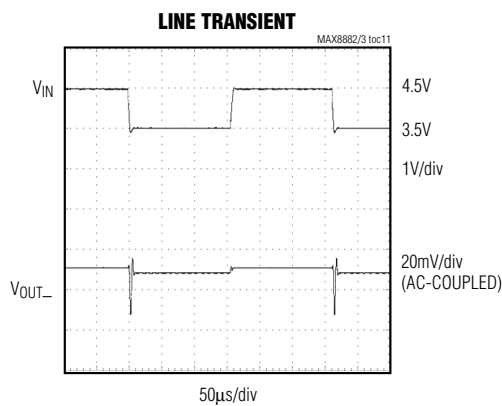 LINE TRANSIENT
MAX8882/3 toc11
VIN
4.5V
3.5V
1V/div
20mV/div
(AC-COUPLED)
VOUT_
50µs/div